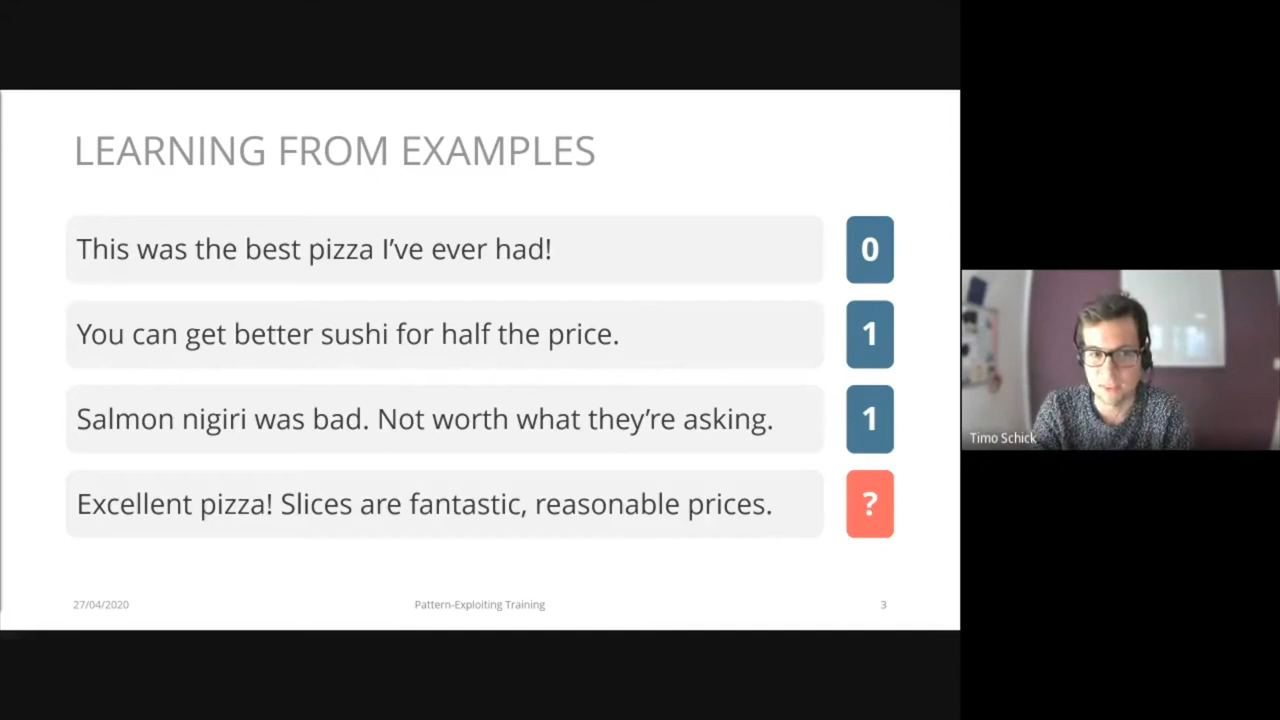 LEARNING FROM EXAMPLES
This was the best pizza I've ever had!
0
You can get better sushi for half the price.
1
Salmon nigiri was bad. Not worth what they're asking.
1
Excellent pizza! Slices are fantastic, reasonable prices.
?
27/04/2020
Pattern-Exploiting Training
3
Timo Schick